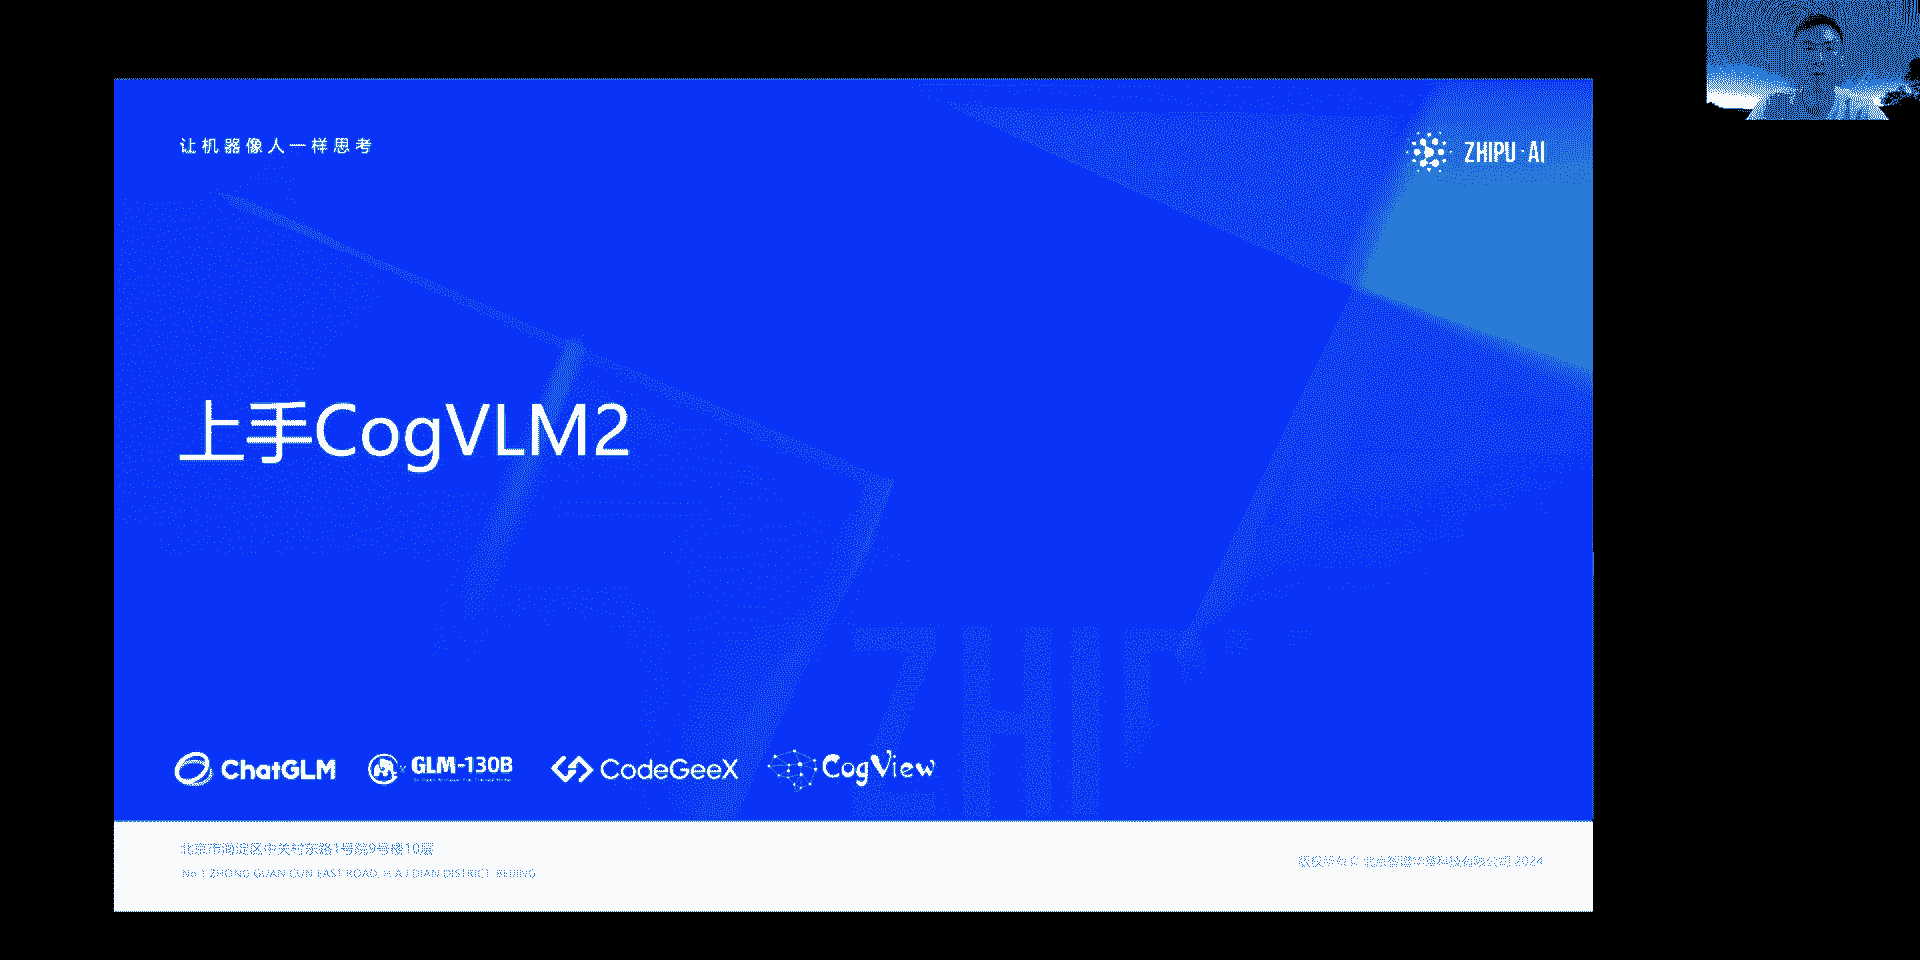 让机器像人一样思考
ZHIPU·AI
上手CogVLM2
ZHIP
ChatGLM
GLM-130B
CodeGeeX
CogView
北京市海淀区中关村东路1号院9号楼10层
No.1 ZHONG GUAN CUN EAST ROAD, HAI DIAN DISTRICT, BEIJING
版权所有© 北京智谱华章科技有限公司 2024